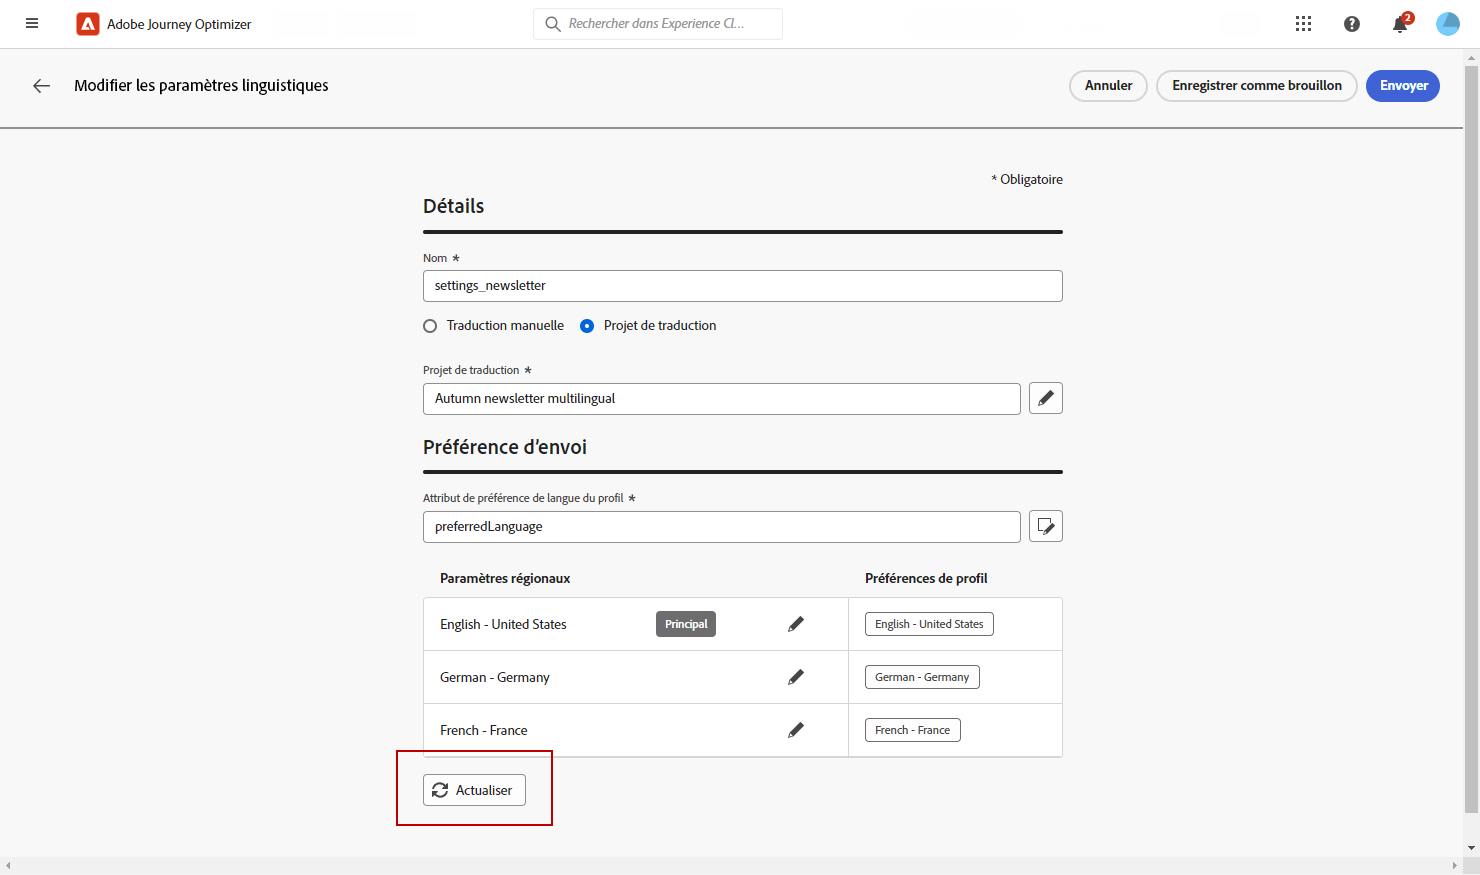 Adobe Journey Optimizer
Rechercher dans Experience Cl...
2
Modifier les paramètres linguistiques
Annuler
Enregistrer comme brouillon
Envoyer
* Obligatoire
Détails
Nom *
settings_newsletter
Traduction manuelle
Projet de traduction
Projet de traduction *
Autumn newsletter multilingual
Préférence d’envoi
Attribut de préférence de langue du profil *
preferredLanguage
Paramètres régionaux
Préférences de profil
English - United States
Principal
English - United States
German - Germany
German - Germany
French - France
French - France
Actualiser